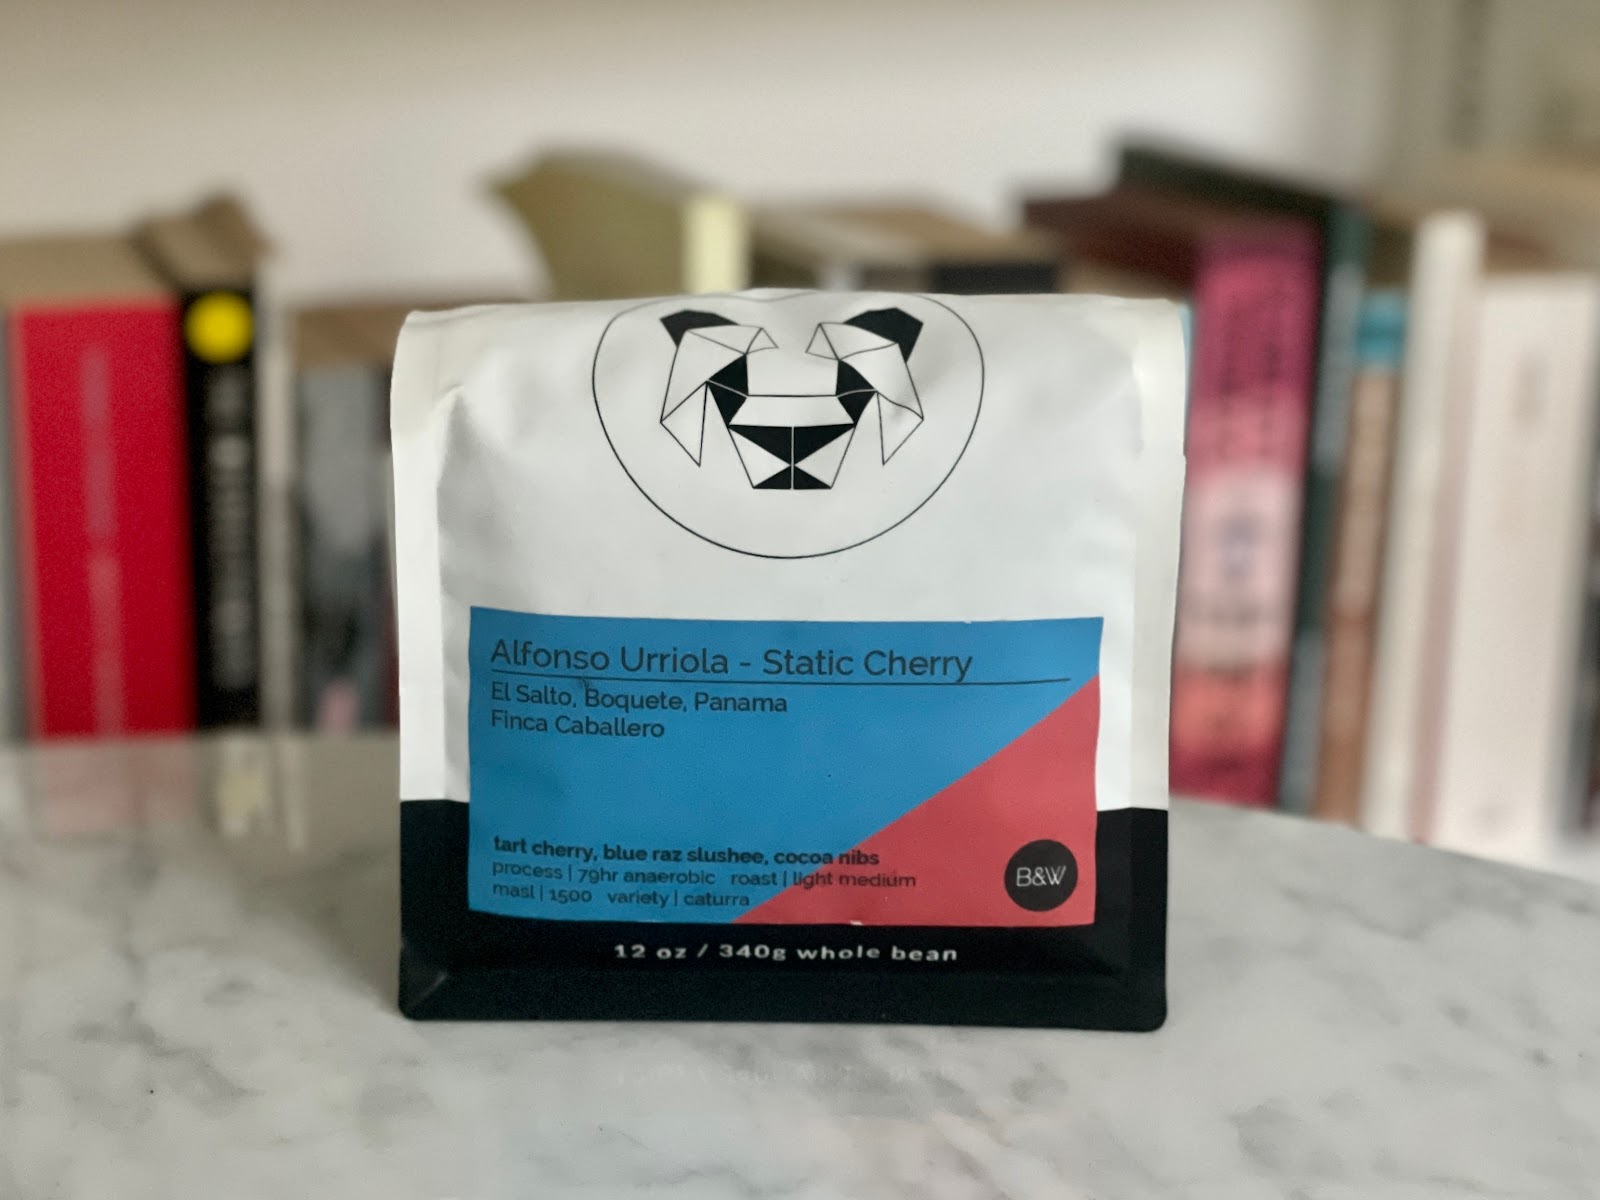 Alfonso Urriola - Static Cherry
El Salto, Boquete, Panama
Finca Caballero
tart cherry, blue raz slushee, cocoa nibs
process | 79hr anaerobic roast | light medium
masl | 1500 variety | caturra
B&W
12 oz / 340g whole bean